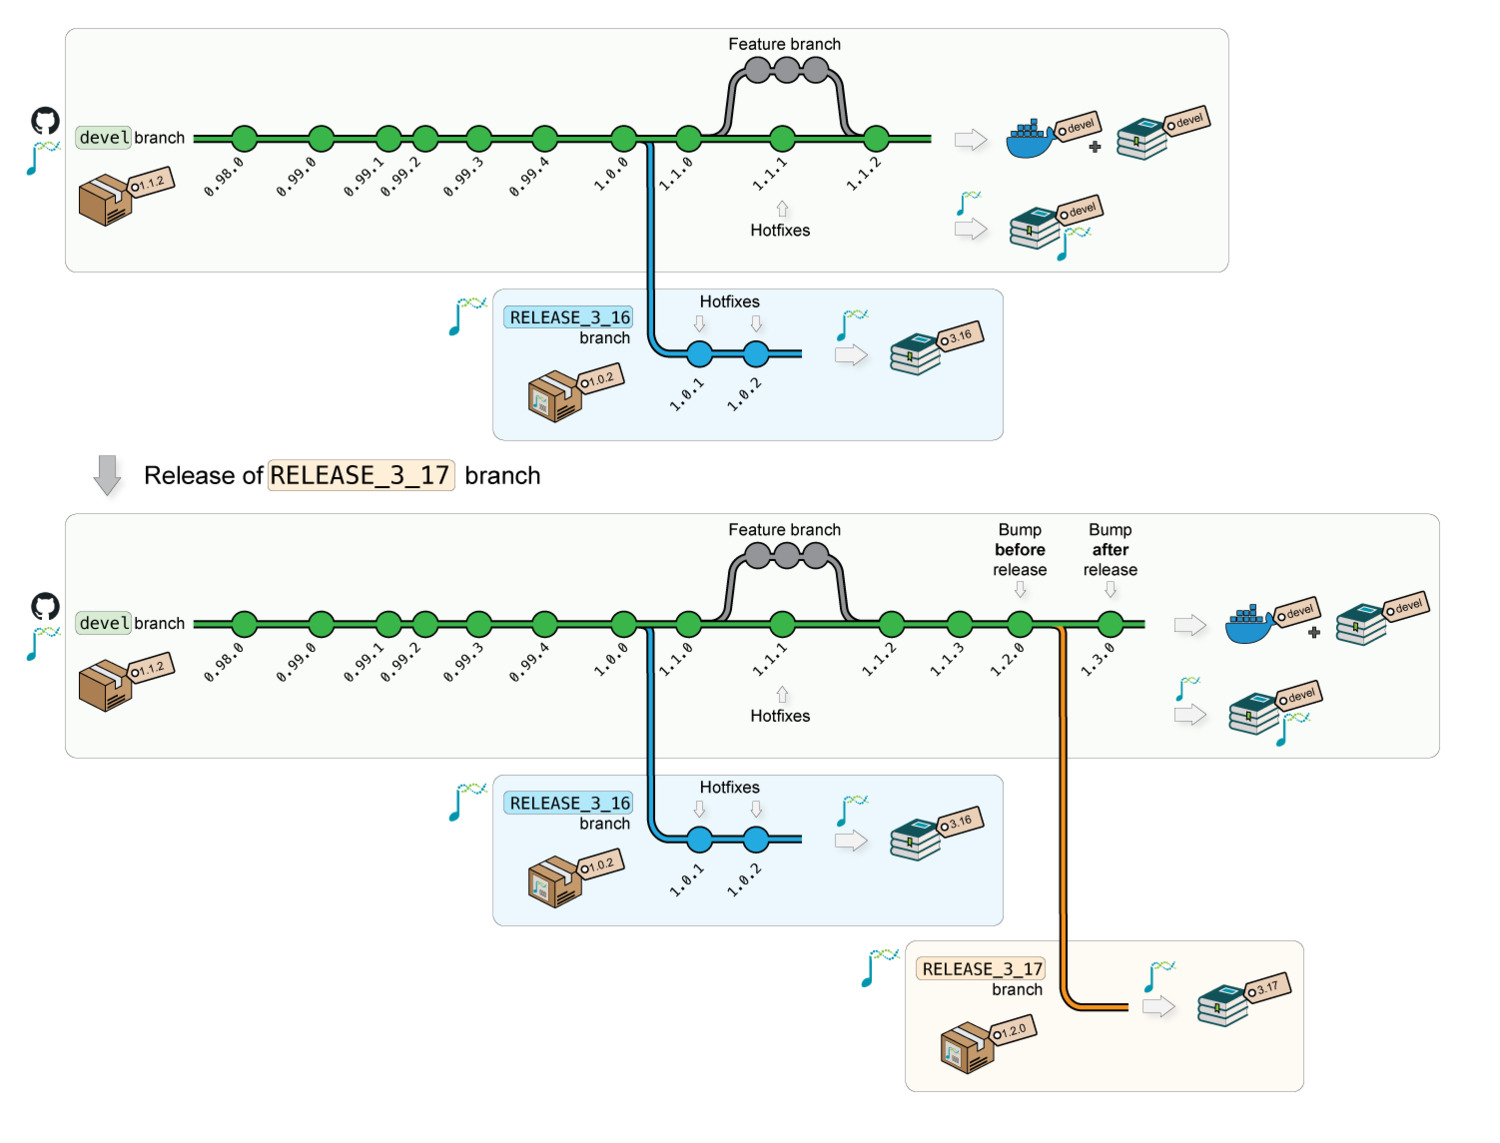 Feature branch
devel branch
1.1.2
0.98.0
0.99.0
0.99.1
0.99.2
0.99.3
0.99.4
1.0.0
1.1.0
1.1.1
1.1.2
Hotfixes
devel
devel
devel
RELEASE_3_16
branch
Hotfixes
1.0.2
1.0.1
1.0.2
3.16
Release of RELEASE_3_17 branch
Feature branch
Bump
before
release
Bump
after
release
devel branch
1.1.2
0.98.0
0.99.0
0.99.1
0.99.2
0.99.3
0.99.4
1.0.0
1.1.0
1.1.1
1.1.2
1.1.3
1.2.0
1.3.0
Hotfixes
devel
devel
devel
RELEASE_3_16
branch
Hotfixes
1.0.2
1.0.1
1.0.2
3.16
RELEASE_3_17
branch
1.2.0
3.17